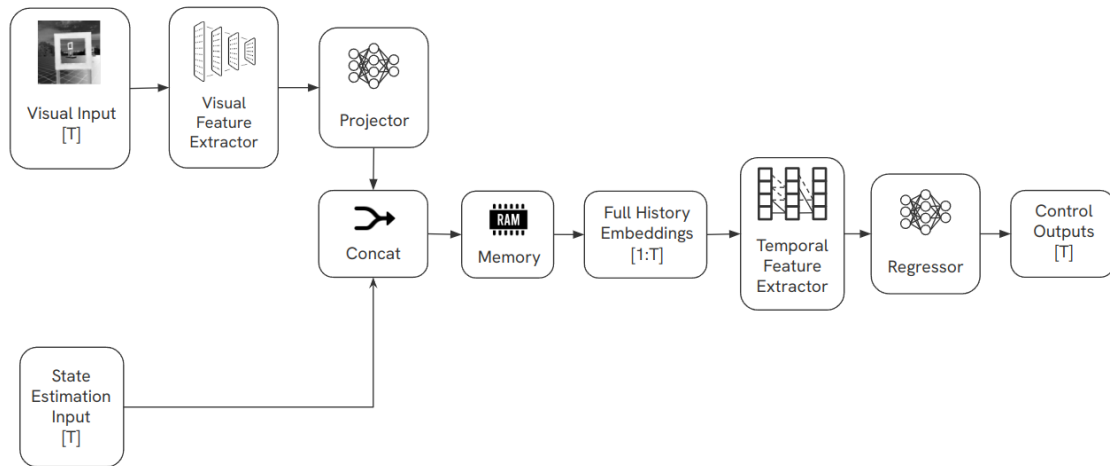 Visual Input
[T]
Visual
Feature
Extractor
Projector
Concat
RAM
Memory
Full History
Embeddings
[1:T]
Temporal
Feature
Extractor
Regressor
Control
Outputs
[T]
State
Estimation
Input
[T]